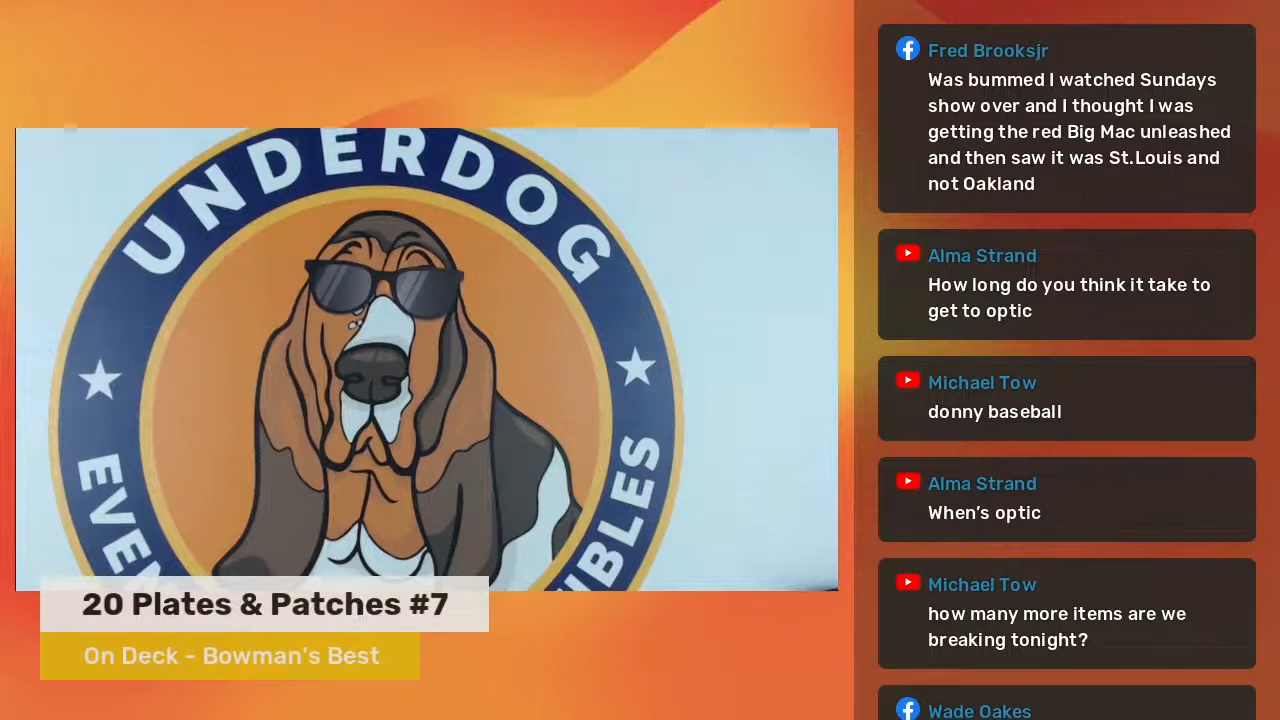 UNDERDOG
20 Plates & Patches #7
On Deck - Bowman's Best
Fred Brooksjr
Was bummed I watched Sundays
show over and I thought I was
getting the red Big Mac unleashed
and then saw it was St.Louis and
not Oakland
Alma Strand
How long do you think it take to
get to optic
Michael Tow
donny baseball
Alma Strand
When's optic
Michael Tow
how many more items are we
breaking tonight?
Wade Oakes